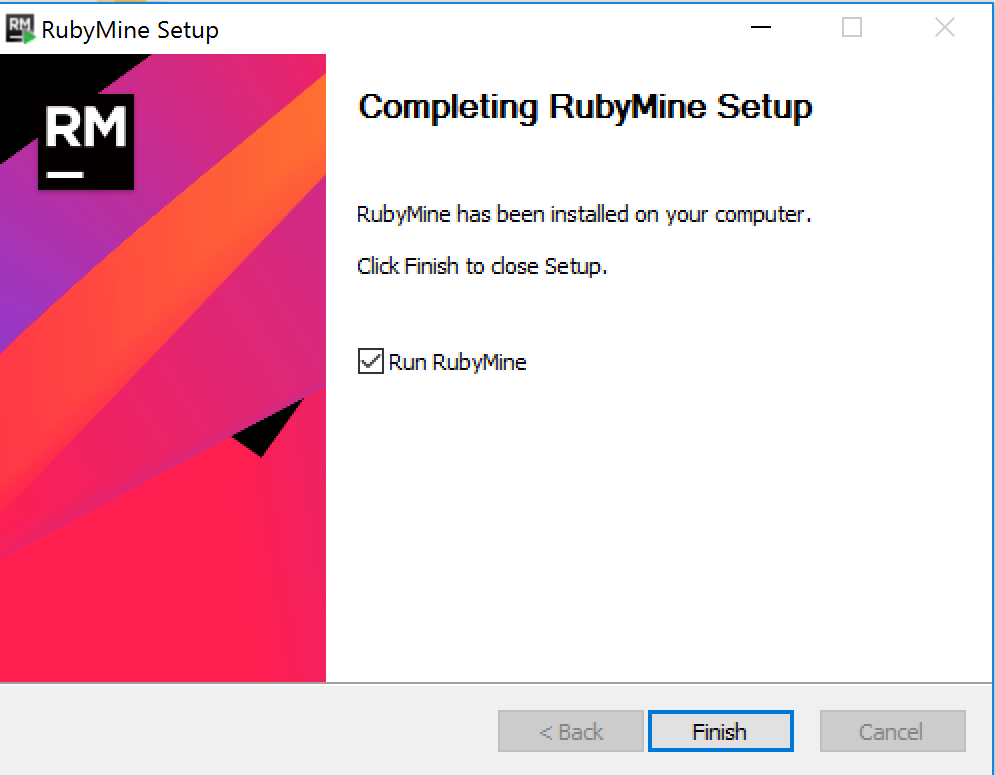 RM RubyMine Setup
RM
Completing RubyMine Setup
RubyMine has been installed on your computer.
Click Finish to close Setup.
Run RubyMine
< Back Finish Cancel